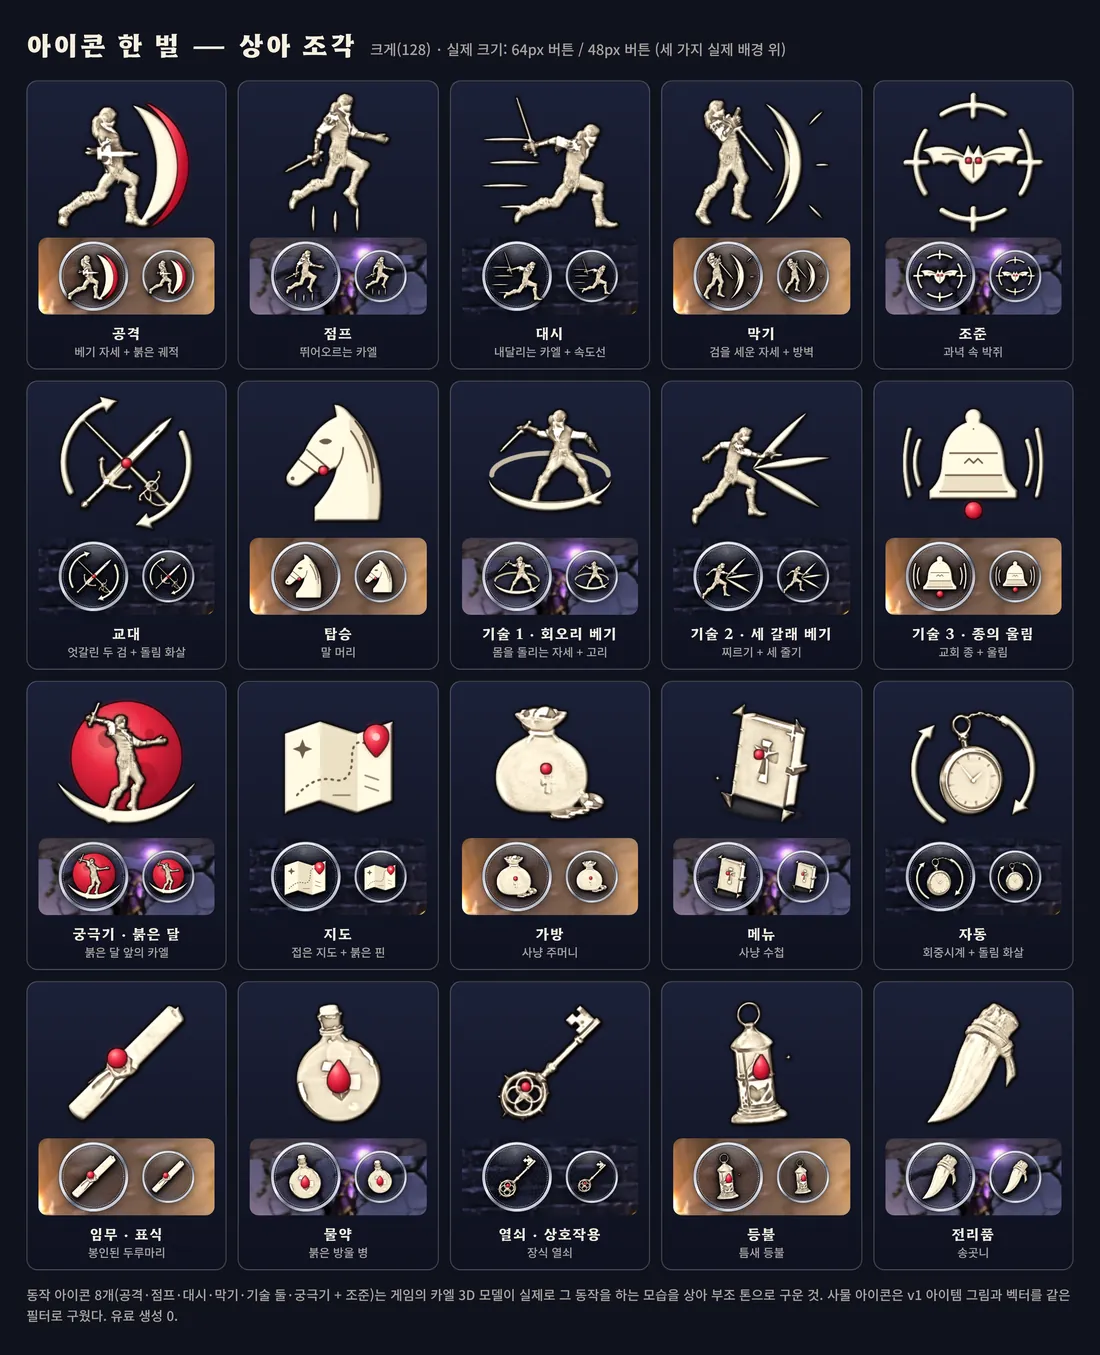 아이콘 한 벌 — 상아 조각 크게(128) · 실제 크기: 64px 버튼 / 48px 버튼 (세 가지 실제 배경 위)
공격
베기 자세 + 붉은 궤적
점프
뛰어오르는 카엘
대시
내달리는 카엘 + 속도선
막기
검을 세운 자세 + 방벽
조준
과녁 속 박쥐
교대
엇갈린 두 검 + 돌림 화살
탑승
말 머리
기술 1 · 회오리 베기
몸을 돌리는 자세 + 고리
기술 2 · 세 갈래 베기
찌르기 + 세 줄기
기술 3 · 종의 울림
교회 종 + 울림
궁극기 · 붉은 달
붉은 달 앞의 카엘
지도
접은 지도 + 붉은 핀
가방
사냥 주머니
메뉴
사냥 수첩
자동
회중시계 + 돌림 화살
임무 · 표식
봉인된 두루마리
물약
붉은 방울 병
열쇠 · 상호작용
장식 열쇠
등불
틈새 등불
전리품
송곳니
동작 아이콘 8개(공격·점프·대시·막기·기술 둘·궁극기 + 조준)는 게임의 카엘 3D 모델이 실제로 그 동작을 하는 모습을 상아 부조 톤으로 구운 것. 사물 아이콘은 v1 아이템 그림과 벡터를 같은
필터로 구웠다. 유료 생성 0.